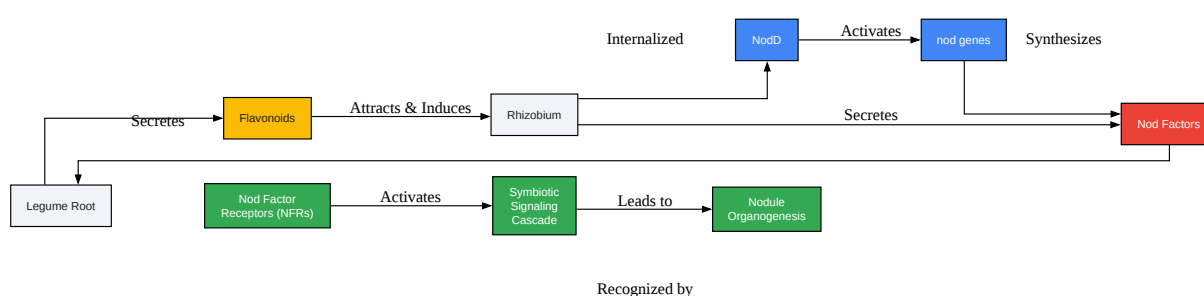 Internalized
NodD
Activates
nod genes
Synthesizes
Secretes
Flavonoids
Attracts & Induces
Rhizobium
Secretes
Nod Factors
Legume Root
Nod Factor
Receptors (NFRs)
Activates
Symbiotic
Signaling
Cascade
Leads to
Nodule
Organogenesis
Recognized by